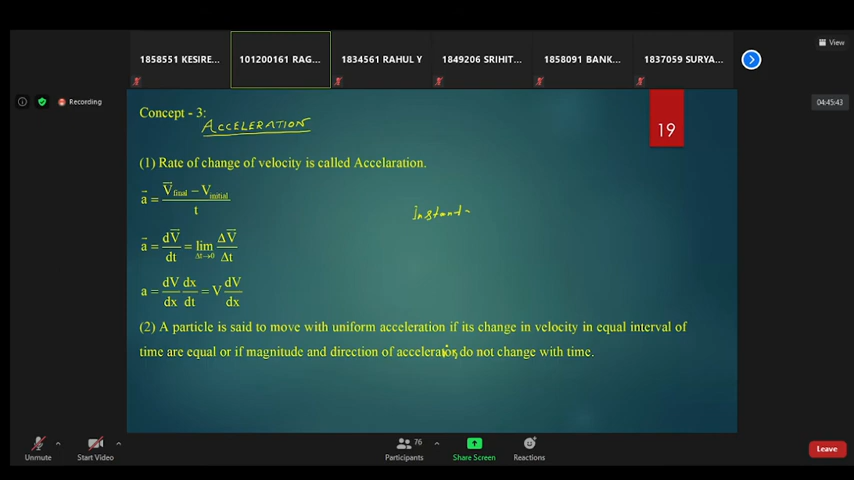 1858551 KESIRE... 101200161 RAG... 1834561 RAHUL Y 1849206 SRIHIT... 1858091 BANK... 1837059 SURYA...
View
Recording
04:45:43
Concept - 3:
ACCELERATION
19
(1) Rate of change of velocity is called Accelaration.
a⃗ = (V⃗final − Vinitial) / t
Instant-
a⃗ = dV⃗/dt = lim Δt→0 ΔV⃗/Δt
a = dV/dx dx/dt = V dV/dx
(2) A particle is said to move with uniform acceleration if its change in velocity in equal interval of
time are equal or if magnitude and direction of accelerator do not change with time.
76
Unmute Start Video Participants Share Screen Reactions Leave